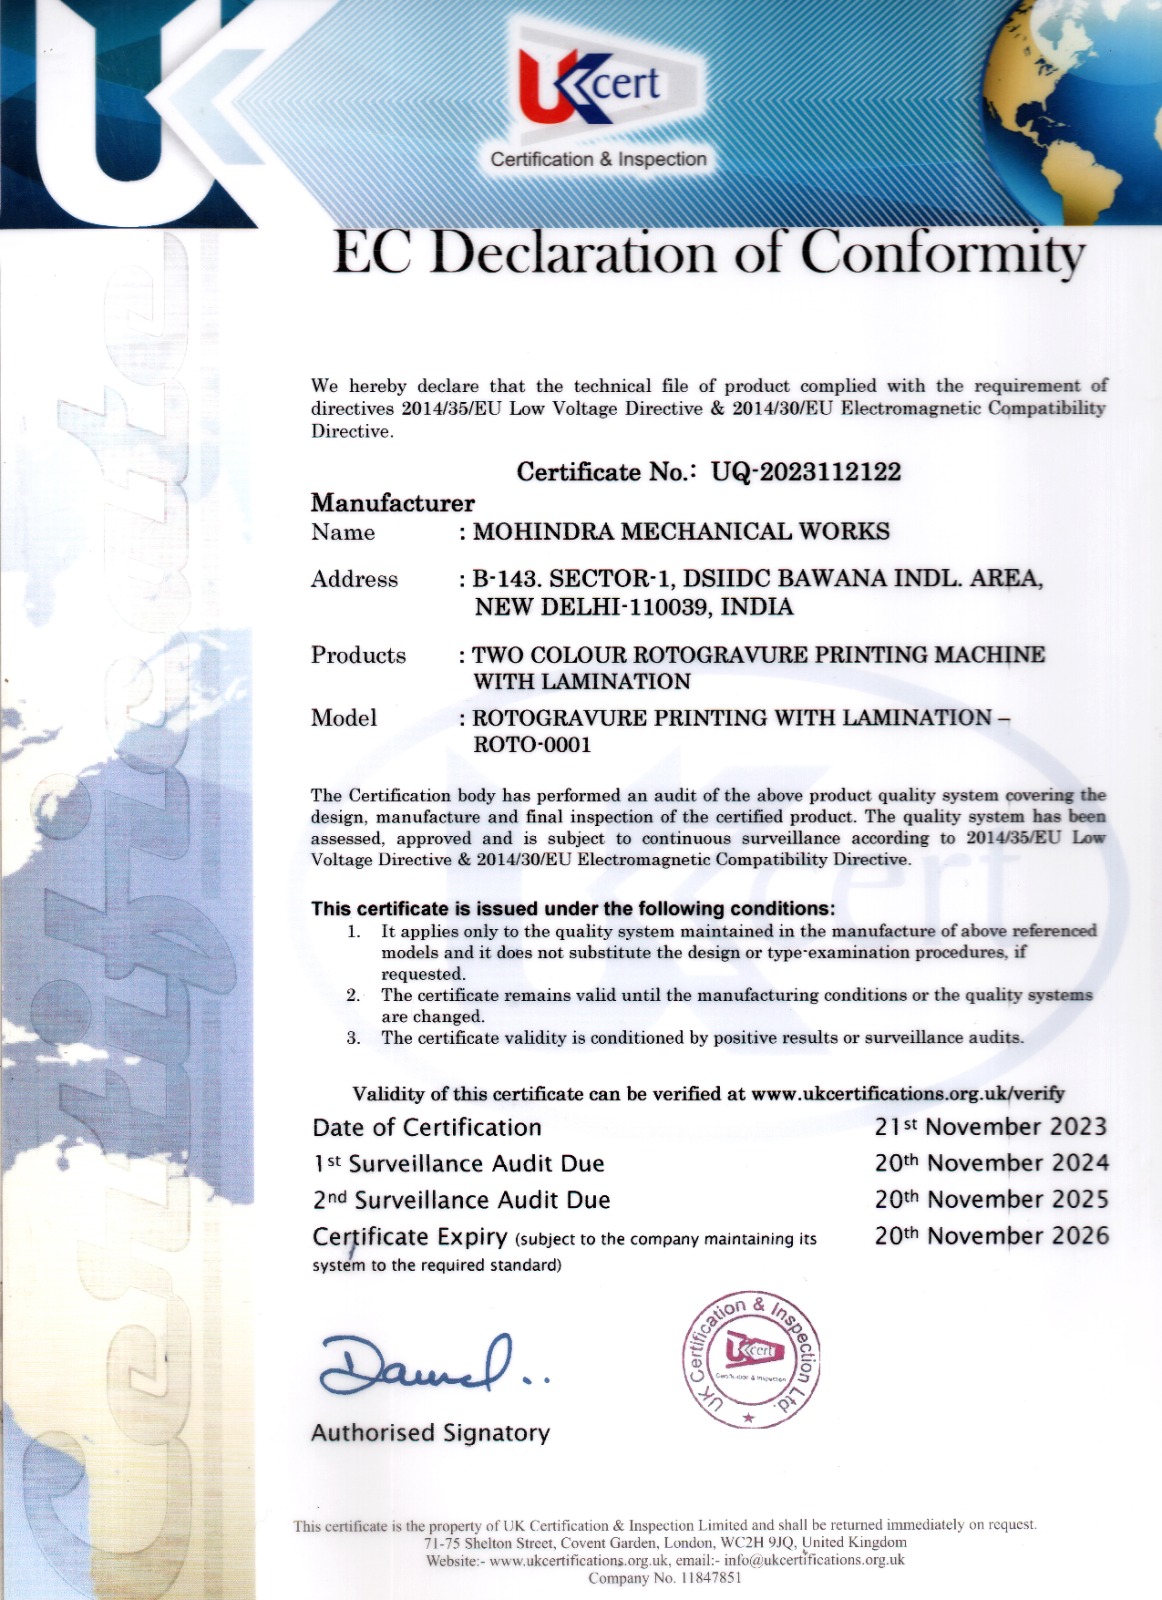 UK cert
Certification & Inspection
EC Declaration of Conformity
We hereby declare that the technical file of product complied with the requirement of
directives 2014/35/EU Low Voltage Directive & 2014/30/EU Electromagnetic Compatibility
Directive.
Certificate No.: UQ-2023112122
Manufacturer
Name : MOHINDRA MECHANICAL WORKS
Address : B-143. SECTOR-1, DSIIDC BAWANA INDL. AREA,
NEW DELHI-110039, INDIA
Products : TWO COLOUR ROTOGRAVURE PRINTING MACHINE
WITH LAMINATION
Model : ROTOGRAVURE PRINTING WITH LAMINATION –
ROTO-0001
The Certification body has performed an audit of the above product quality system covering the
design, manufacture and final inspection of the certified product. The quality system has been
assessed, approved and is subject to continuous surveillance according to 2014/35/EU Low
Voltage Directive & 2014/30/EU Electromagnetic Compatibility Directive.
This certificate is issued under the following conditions:
1. It applies only to the quality system maintained in the manufacture of above referenced
models and it does not substitute the design or type-examination procedures, if
requested.
2. The certificate remains valid until the manufacturing conditions or the quality systems
are changed.
3. The certificate validity is conditioned by positive results or surveillance audits.
Validity of this certificate can be verified at www.ukcertifications.org.uk/verify
Date of Certification 21st November 2023
1st Surveillance Audit Due 20th November 2024
2nd Surveillance Audit Due 20th November 2025
Certificate Expiry (subject to the company maintaining its 20th November 2026
system to the required standard)
UK Certification & Inspection Ltd.
UK cert
Certification & Inspection
Authorised Signatory
This certificate is the property of UK Certification & Inspection Limited and shall be returned immediately on request.
71-75 Shelton Street, Covent Garden, London, WC2H 9JQ, United Kingdom
Website:- www.ukcertifications.org.uk, email:- info@ukcertifications.org.uk
Company No. 11847851
Certificate